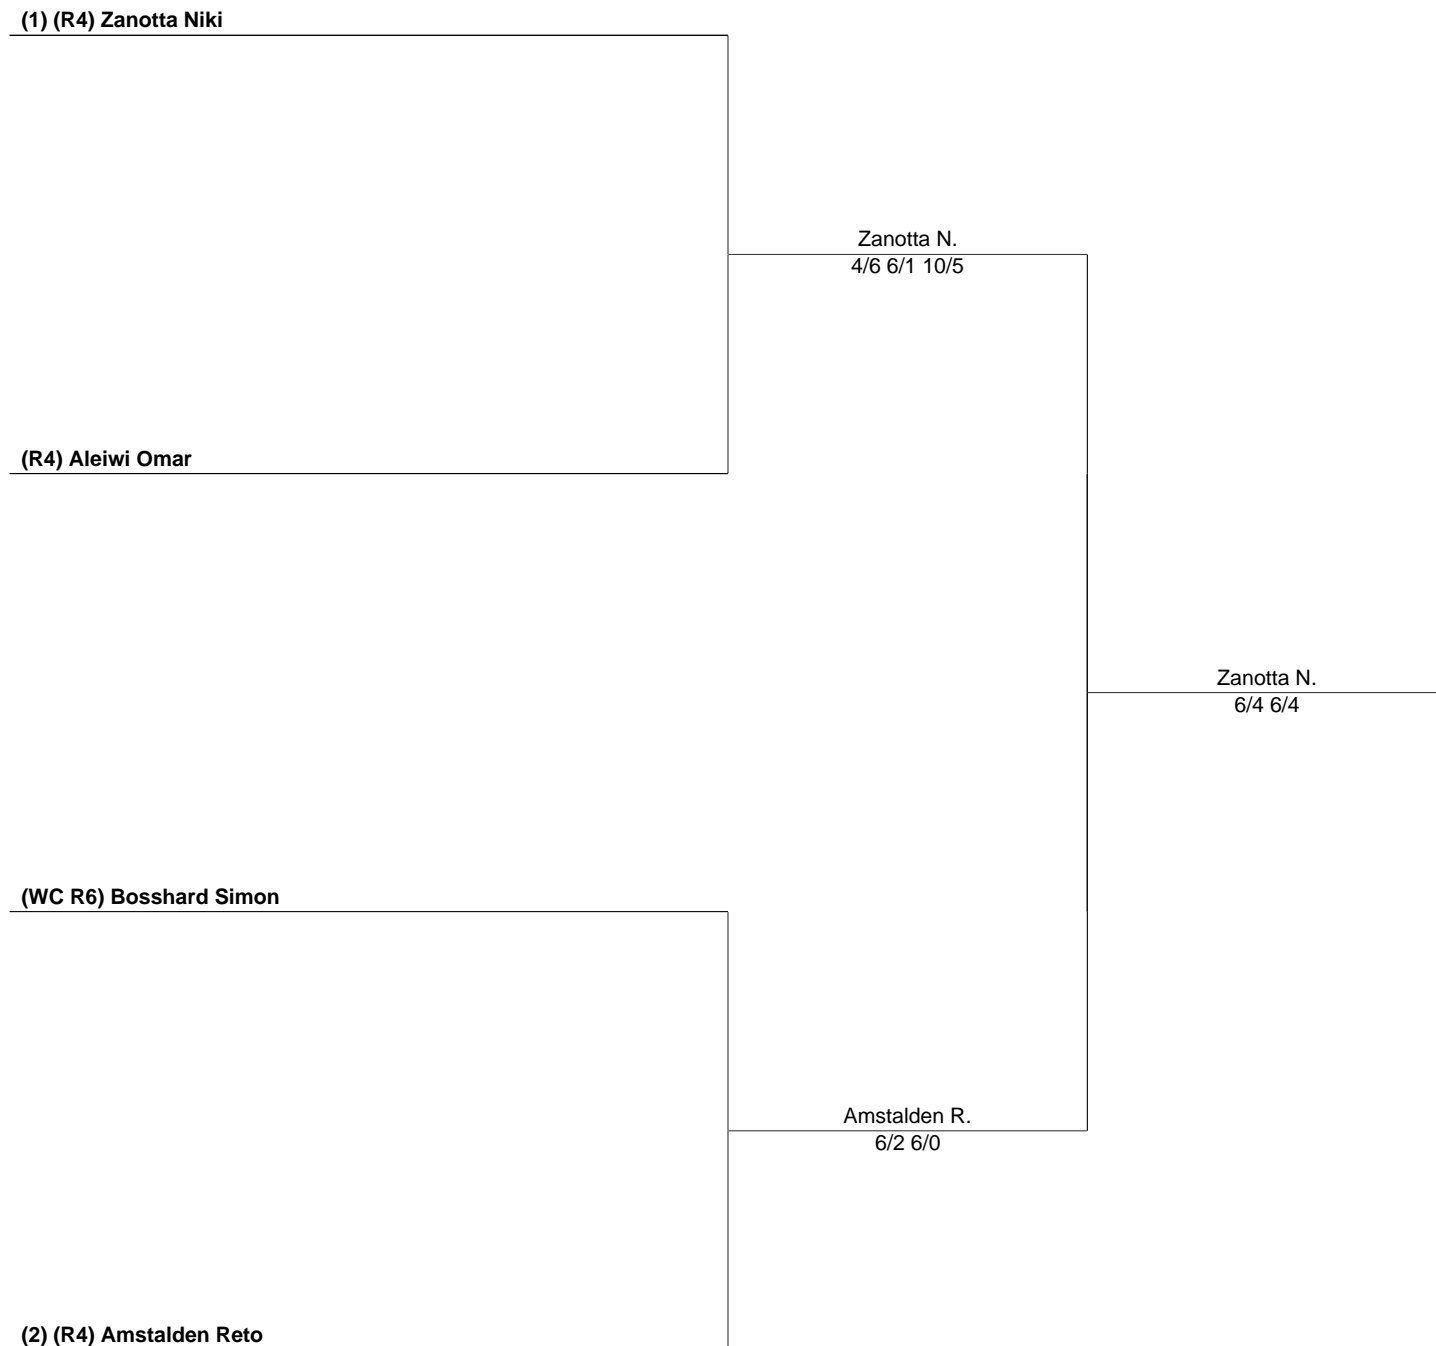 (1) (R4) Zanotta Niki
Zanotta N.
4/6 6/1 10/5
(R4) Aleiwi Omar
Zanotta N.
6/4 6/4
(WC R6) Bosshard Simon
Amstalden R.
6/2 6/0
(2) (R4) Amstalden Reto